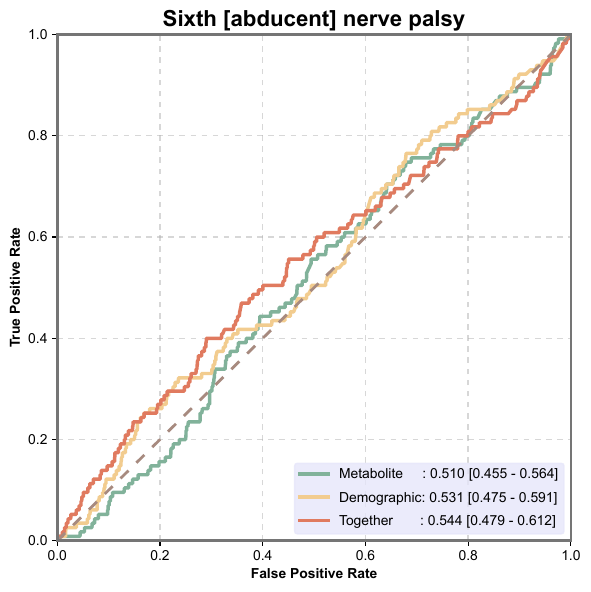 Sixth [abducent] nerve palsy
True Positive Rate
1.0
0.8
0.6
0.4
0.2
0.0
Metabolite : 0.510 [0.455 - 0.564]
Demographic: 0.531 [0.475 - 0.591]
Together : 0.544 [0.479 - 0.612]
0.0 0.2 0.4 0.6 0.8 1.0
False Positive Rate